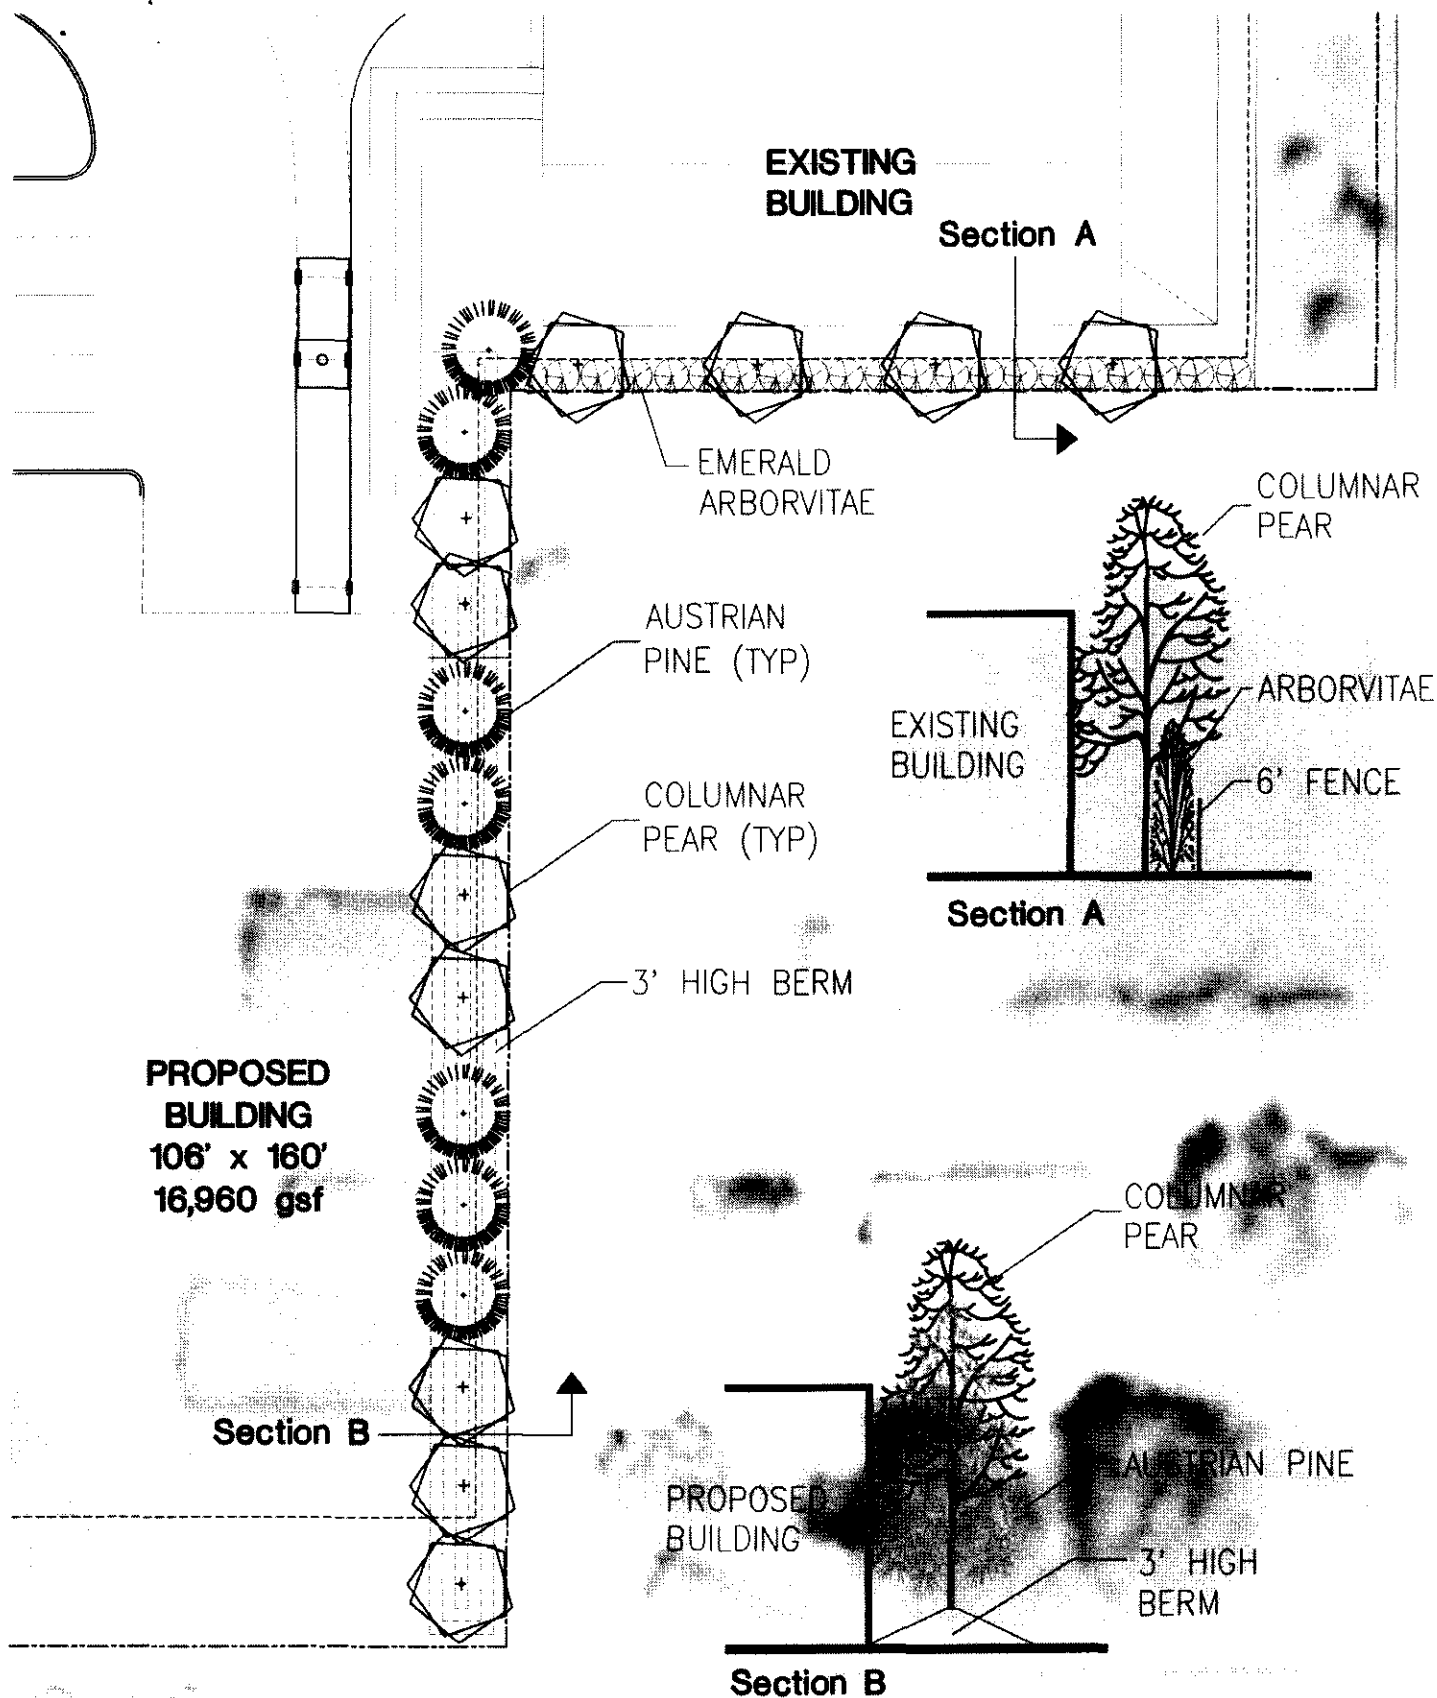 EXISTING
BUILDING
Section A
EMERALD
ARBORVITAE
COLUMNAR
PEAR
AUSTRIAN
PINE (TYP)
ARBORVITAE
EXISTING
BUILDING
6' FENCE
COLUMNAR
PEAR (TYP)
Section A
3' HIGH BERM
PROPOSED
BUILDING
106' x 160'
16,960 gsf
COLUMNAR
PEAR
Section B
AUSTRIAN PINE
PROPOSED
BUILDING
3' HIGH
BERM
Section B